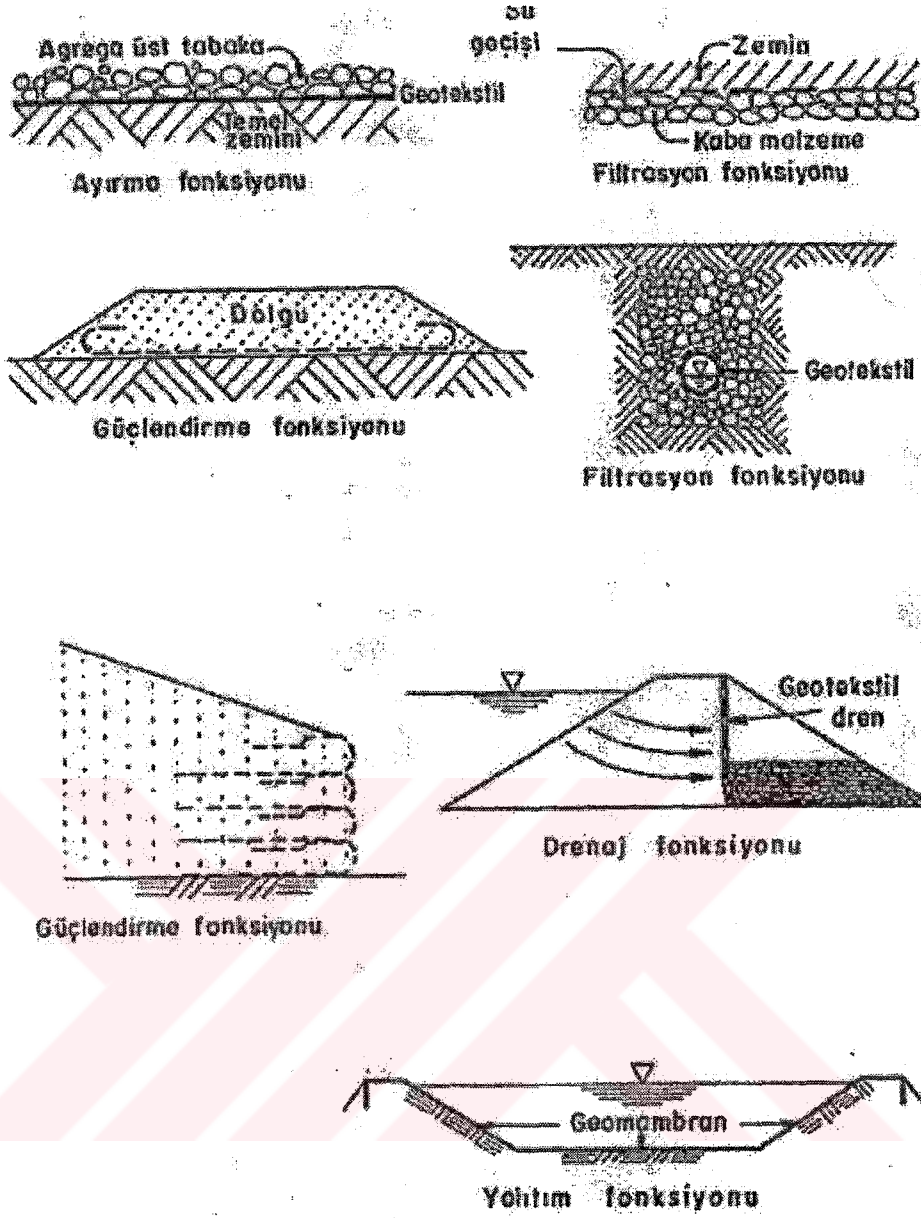 Agrega üst tabaka
Geotekstil
Temel
zemini
Ayırma fonksiyonu
Su
geçişi
Zemin
Kaba malzeme
Filtrasyon fonksiyonu
Dolgu
Güçlendirme fonksiyonu
Geotekstil
Filtrasyon fonksiyonu
Güçlendirme fonksiyonu
Geotekstil
dren
Drenaj fonksiyonu
Geomambran
Yalıtım fonksiyonu